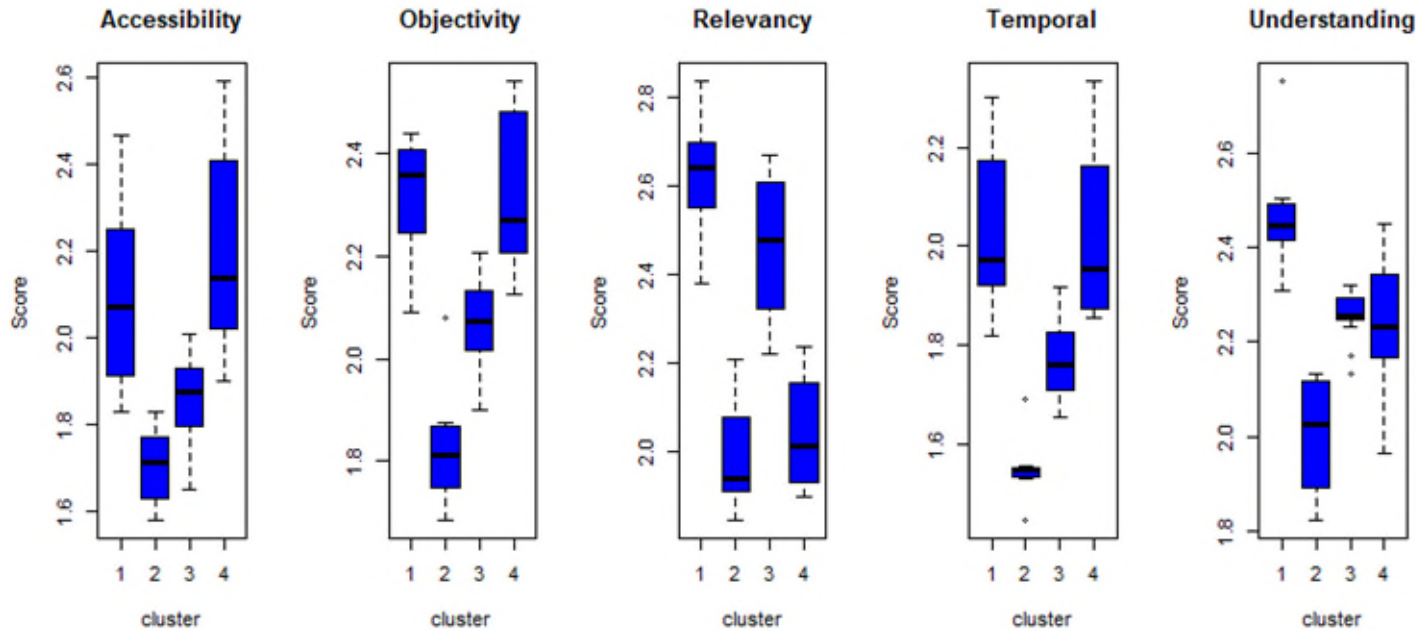 Accessibility
Score
2.6
2.4
2.2
2.0
1.8
1.6
1 2 3 4
cluster
Objectivity
Score
2.4
2.2
2.0
1.8
1 2 3 4
cluster
Relevancy
Score
2.8
2.6
2.4
2.2
2.0
1 2 3 4
cluster
Temporal
Score
2.2
2.0
1.8
1.6
1 2 3 4
cluster
Understanding
Score
2.6
2.4
2.2
2.0
1.8
1 2 3 4
cluster